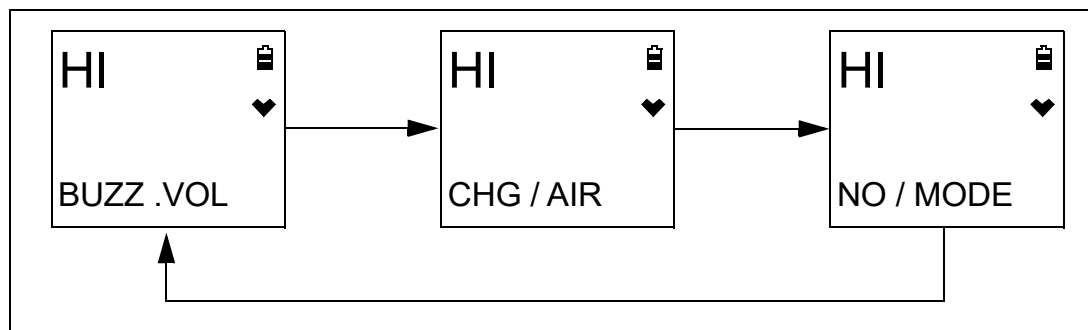 HI
BUZZ .VOL
HI
CHG / AIR
HI
NO / MODE